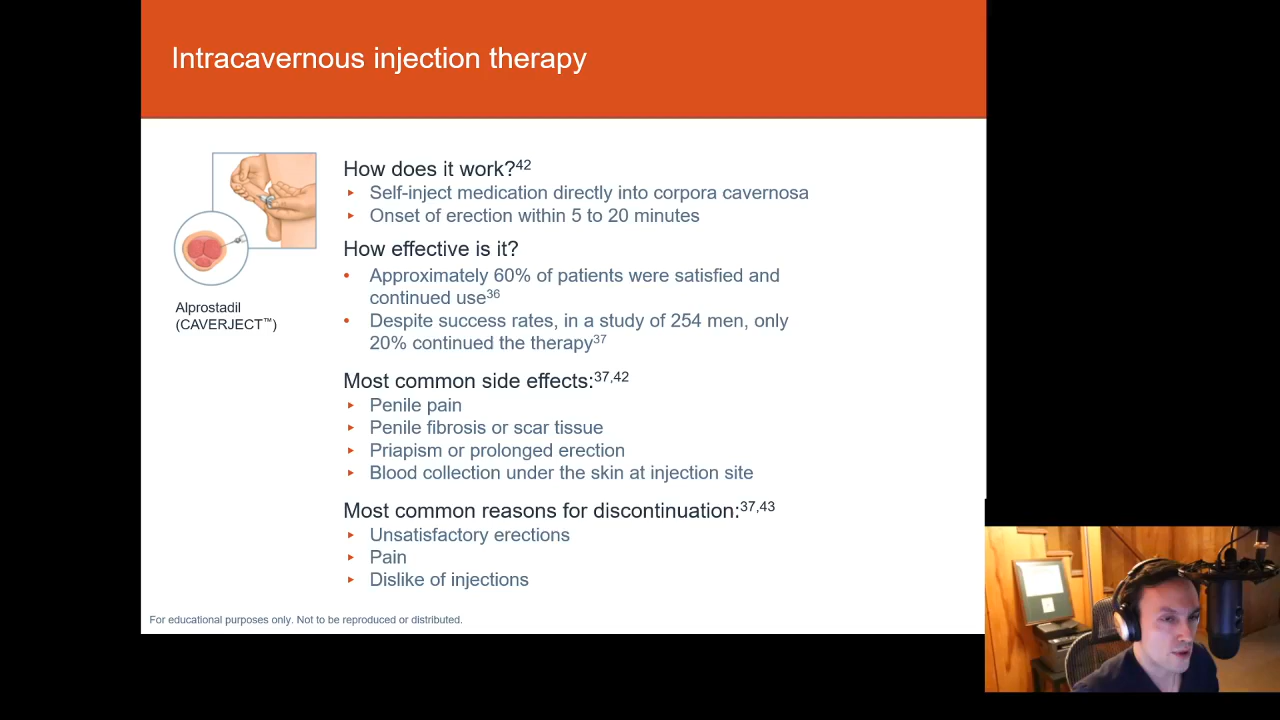 Intracavernous injection therapy
How does it work?42
Self-inject medication directly into corpora cavernosa
Onset of erection within 5 to 20 minutes
How effective is it?
Approximately 60% of patients were satisfied and
continued use36
Despite success rates, in a study of 254 men, only
20% continued the therapy37
Alprostadil
(CAVERJECT™)
Most common side effects:37,42
Penile pain
Penile fibrosis or scar tissue
Priapism or prolonged erection
Blood collection under the skin at injection site
Most common reasons for discontinuation:37,43
Unsatisfactory erections
Pain
Dislike of injections
For educational purposes only. Not to be reproduced or distributed.